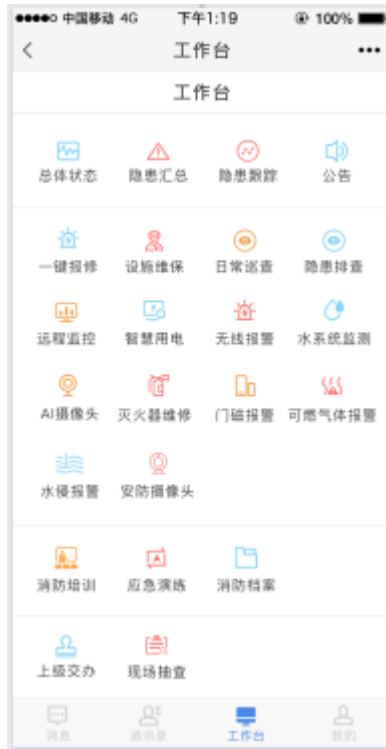 中国移动 4G 下午1:19 100%
工作台
工作台
总体状态 隐患汇总 隐患跟踪 公告
一键报修 设施维保 日常巡查 隐患排查
远程监控 智慧用电 无线报警 水系统监测
AI摄像头 灭火器维修 门磁报警 可燃气体报警
水侵报警 安防摄像头
消防培训 应急演练 消防档案
上级交办 现场抽查
消息 通讯录 工作台 我的